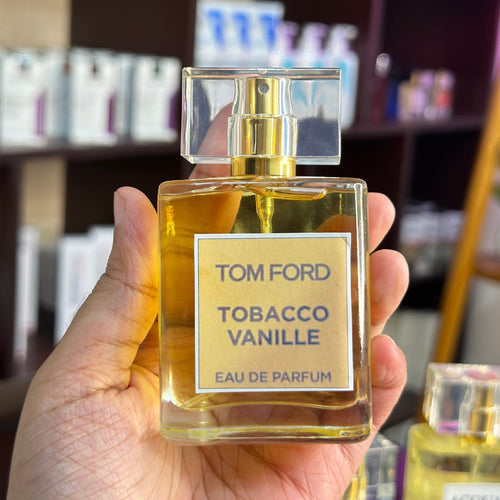 TOM FORD
TOBACCO
VANILLE
EAU DE PARFUM